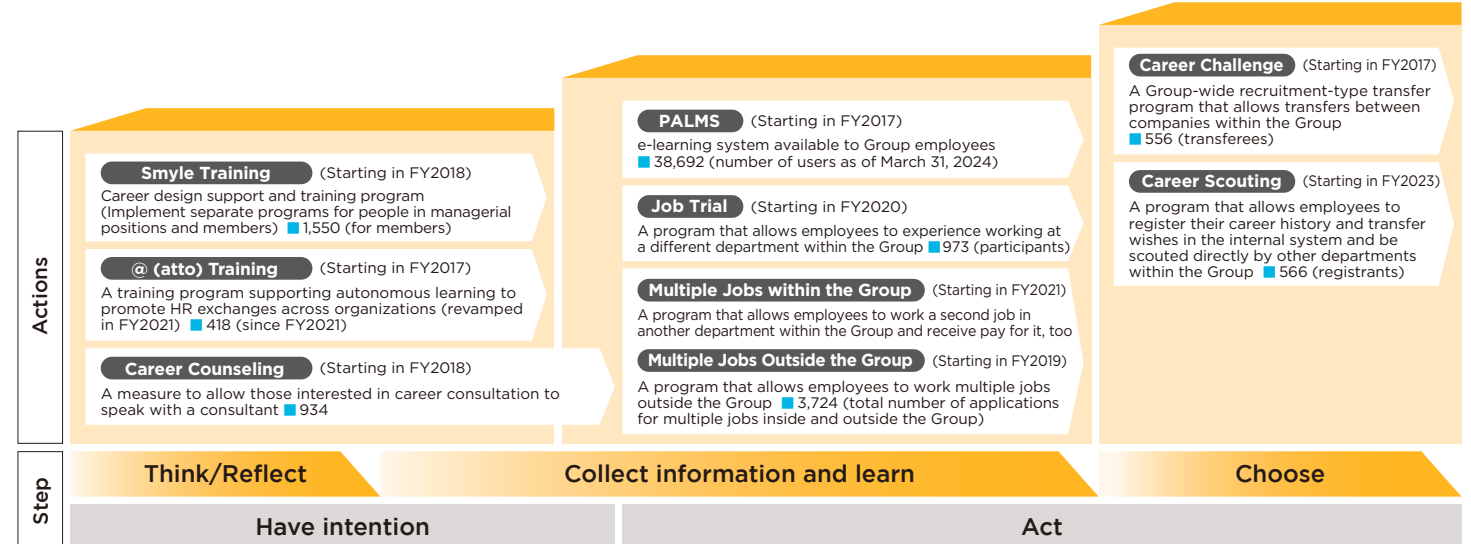 Actions
Smyle Training (Starting in FY2018)
Career design support and training program
(Implement separate programs for people in managerial
positions and members) ■ 1,550 (for members)
@ (atto) Training (Starting in FY2017)
A training program supporting autonomous learning to
promote HR exchanges across organizations (revamped
in FY2021) ■ 418 (since FY2021)
Career Counseling (Starting in FY2018)
A measure to allow those interested in career consultation to
speak with a consultant ■ 934
PALMS (Starting in FY2017)
e-learning system available to Group employees
■ 38,692 (number of users as of March 31, 2024)
Job Trial (Starting in FY2020)
A program that allows employees to experience working at
a different department within the Group ■ 973 (participants)
Multiple Jobs within the Group (Starting in FY2021)
A program that allows employees to work a second job in
another department within the Group and receive pay for it, too
Multiple Jobs Outside the Group (Starting in FY2019)
A program that allows employees to work multiple jobs
outside the Group ■ 3,724 (total number of applications
for multiple jobs inside and outside the Group)
Career Challenge (Starting in FY2017)
A Group-wide recruitment-type transfer
program that allows transfers between
companies within the Group
■ 556 (transferees)
Career Scouting (Starting in FY2023)
A program that allows employees to
register their career history and transfer
wishes in the internal system and be
scouted directly by other departments
within the Group ■ 566 (registrants)
Step
Think/Reflect
Collect information and learn
Choose
Have intention
Act